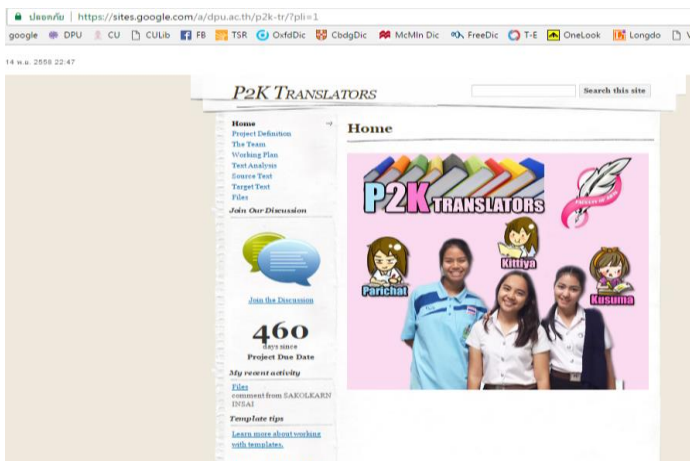 ปลอดภัย | https://sites.google.com/a/dpu.ac.th/p2k-tr/?pli=1
google DPU CU CULib FB TSR OxfdDic CbdgDic McMln Dic FreeDic T-E OneLook Longdo
14 พ.ย. 2558 22:47
P2K TRANSLATORS
Search this site
Home
Project Definition
The Team
Working Plan
Text Analysis
Source Text
Target Text
Files
Join Our Discussion
Join the Discussion
460
days since
Project Due Date
My recent activity
Files
comment from SAKOLKARN
INSAI
Template tips
Learn more about working
with templates.
Home
P2K TRANSLATORS
Kittiya
Parichat
Kusuma